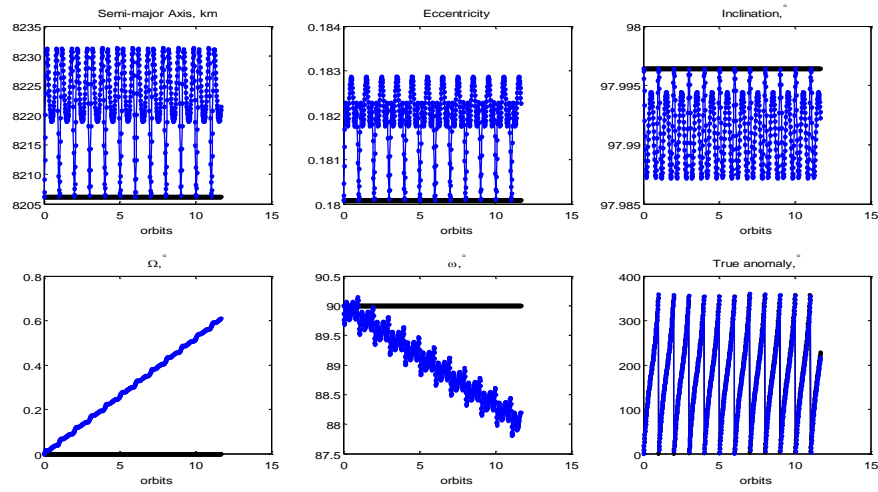 Semi-major Axis, km
8235
8230
8225
8220
8215
8210
8205
0 5 10 15
orbits
Eccentricity
0.184
0.183
0.182
0.181
0.18
0 5 10 15
orbits
Inclination,°
98
97.995
97.99
97.985
0 5 10 15
orbits
Ω,°
0.8
0.6
0.4
0.2
0
0 5 10 15
orbits
ω,°
90.5
90
89.5
89
88.5
88
87.5
0 5 10 15
orbits
True anomaly,°
400
300
200
100
0
0 5 10 15
orbits